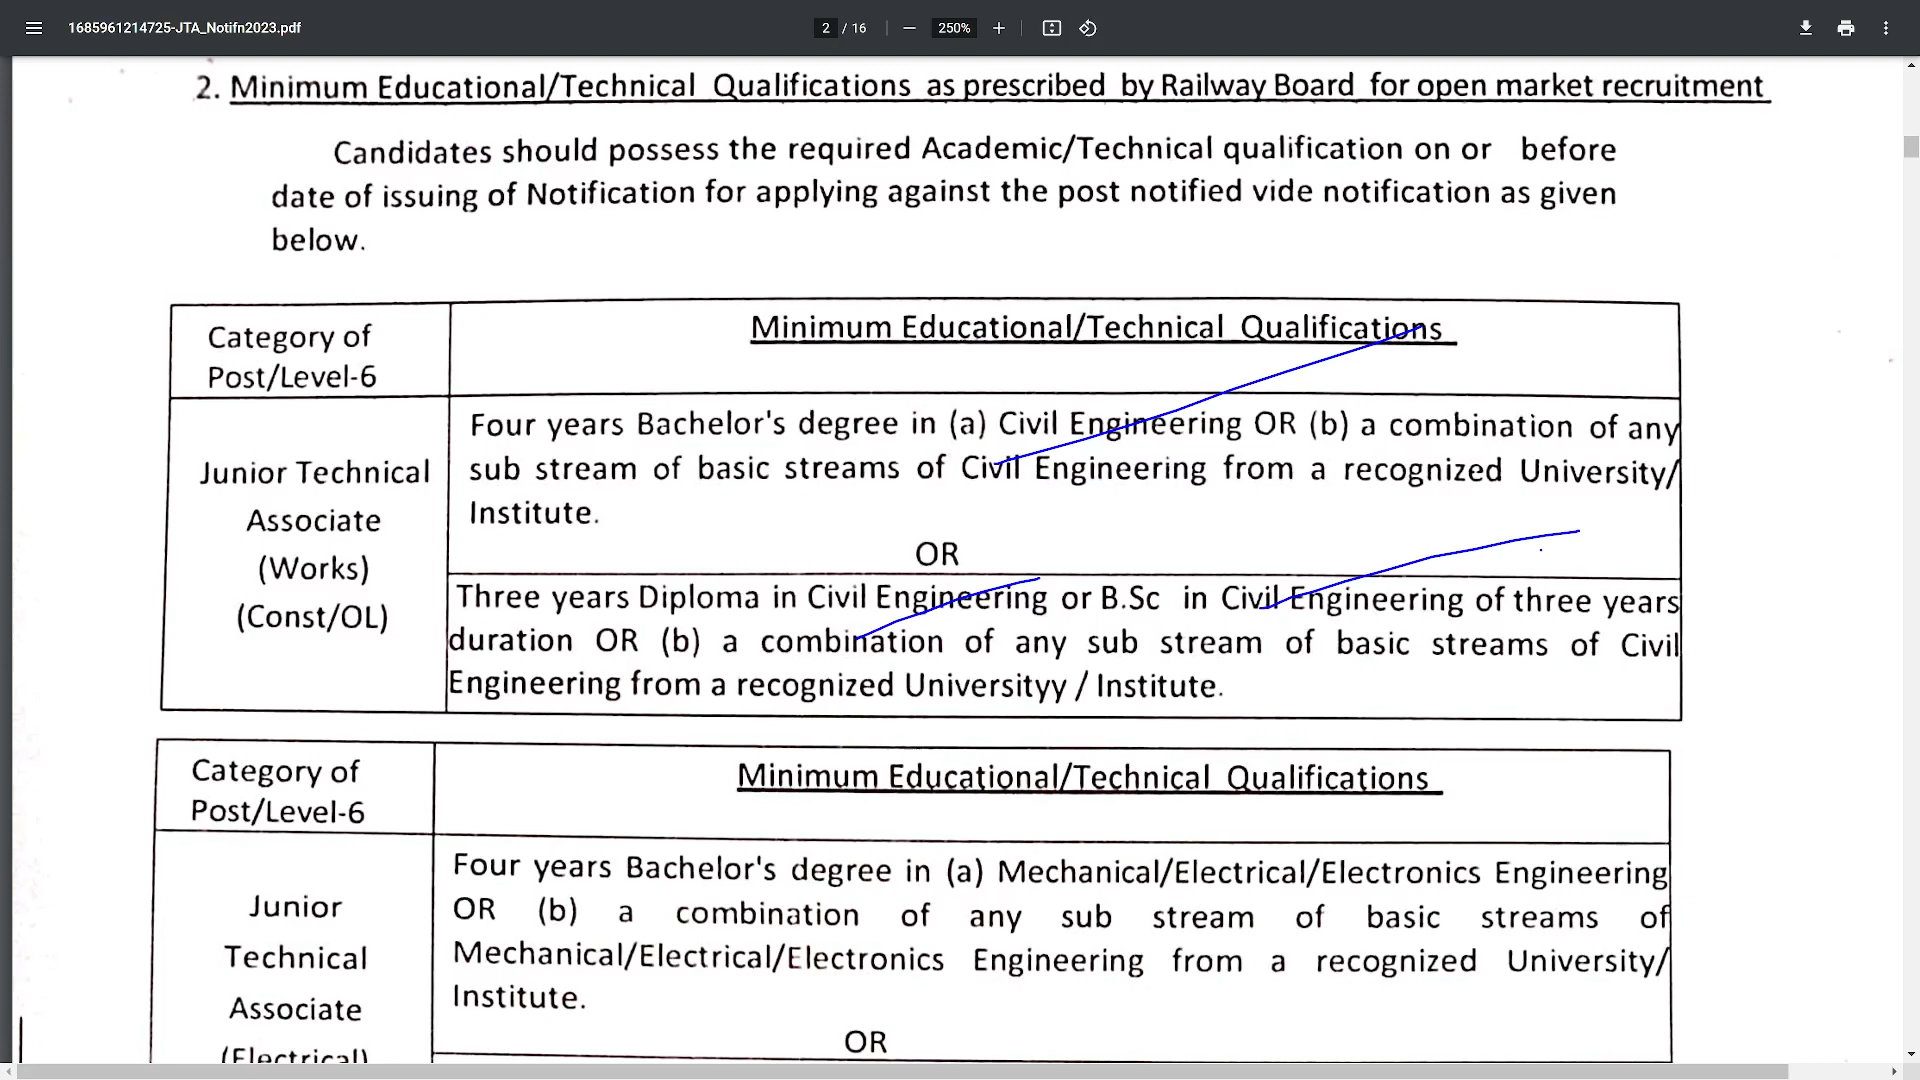 1685961214725-JTA_Notifn2023.pdf
2 / 16
250%
2. Minimum Educational/Technical Qualifications as prescribed by Railway Board for open market recruitment
Candidates should possess the required Academic/Technical qualification on or before
date of issuing of Notification for applying against the post notified vide notification as given
below.
Category of
Post/Level-6
Minimum Educational/Technical Qualifications
Junior Technical
Associate
(Works)
(Const/OL)
Four years Bachelor's degree in (a) Civil Engineering OR (b) a combination of any
sub stream of basic streams of Civil Engineering from a recognized University/
Institute.
OR
Three years Diploma in Civil Engineering or B.Sc in Civil Engineering of three years
duration OR (b) a combination of any sub stream of basic streams of Civil
Engineering from a recognized Universityy / Institute.
Category of
Post/Level-6
Minimum Educational/Technical Qualifications
Junior
Technical
Associate
(Electrical)
Four years Bachelor's degree in (a) Mechanical/Electrical/Electronics Engineering
OR (b) a combination of any sub stream of basic streams of
Mechanical/Electrical/Electronics Engineering from a recognized University/
Institute.
OR